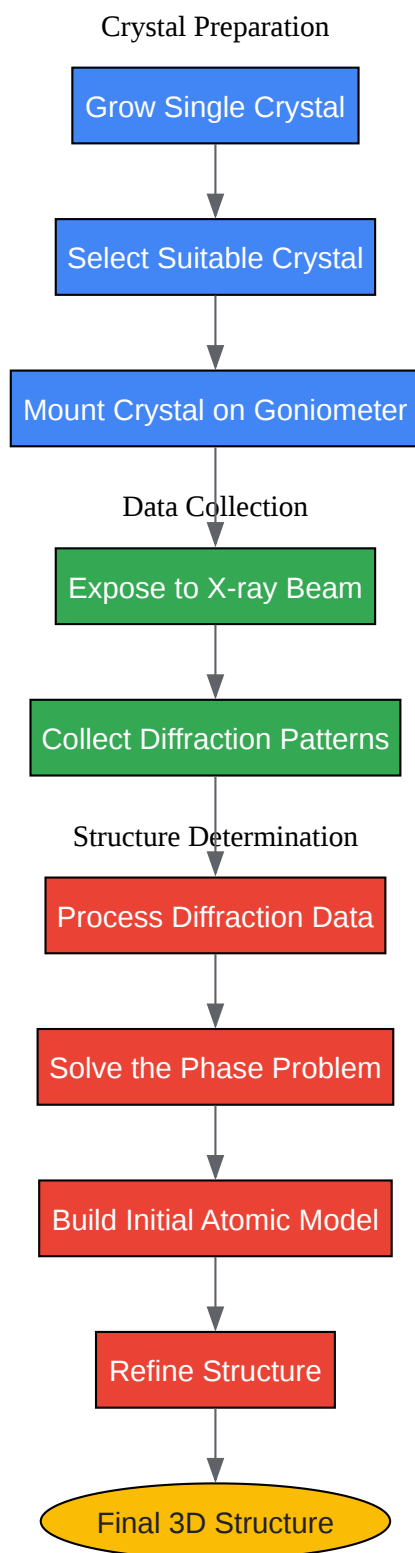 Crystal Preparation
Grow Single Crystal
Select Suitable Crystal
Mount Crystal on Goniometer
Data Collection
Expose to X-ray Beam
Collect Diffraction Patterns
Structure Determination
Process Diffraction Data
Solve the Phase Problem
Build Initial Atomic Model
Refine Structure
Final 3D Structure